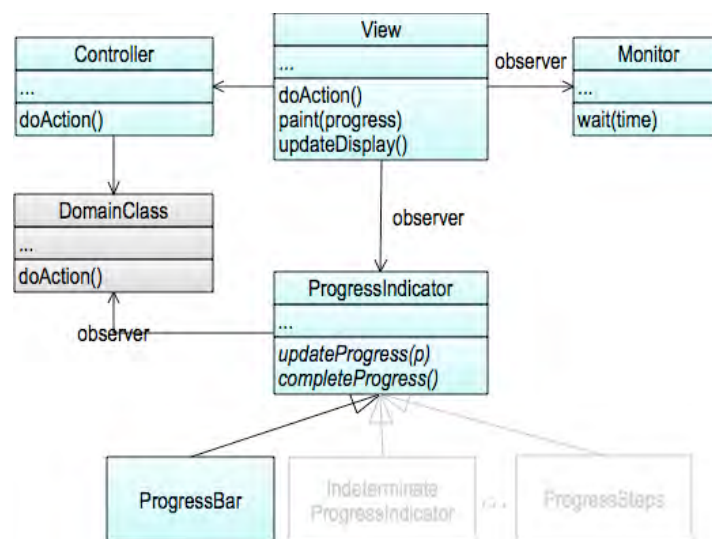 View
...
doAction()
paint(progress)
updateDisplay()
Controller
...
doAction()
observer
Monitor
...
wait(time)
DomainClass
...
doAction()
observer
ProgressIndicator
...
updateProgress(p)
completeProgress()
observer
ProgressBar
Indeterminate
ProgressIndicator
...
ProgressSteps